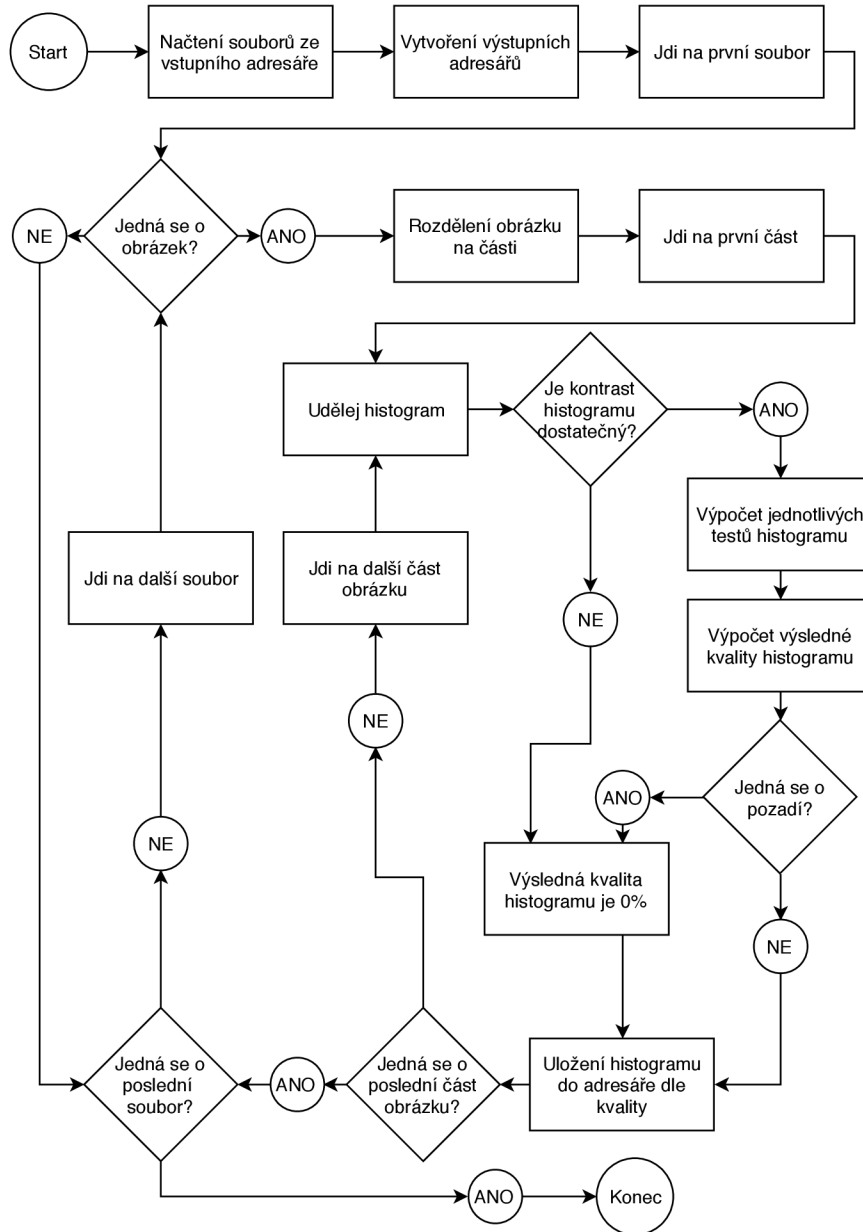 Start
Načtení souborů ze
vstupního adresáře
Vytvoření výstupních
adresářů
Jdi na první soubor
NE
Jedná se o
obrázek?
ANO
Rozdělení obrázku
na části
Jdi na první část
Udělej histogram
Je kontrast
histogramu
dostatečný?
ANO
Výpočet jednotlivých
testů histogramu
Jdi na další soubor
Jdi na další část
obrázku
NE
Výpočet výsledné
kvality histogramu
NE
Jedná se o
pozadí?
ANO
NE
Výsledná kvalita
histogramu je 0%
NE
Jedná se o
poslední
soubor?
ANO
Jedná se o
poslední část
obrázku?
Uložení histogramu
do adresáře dle
kvality
ANO
Konec